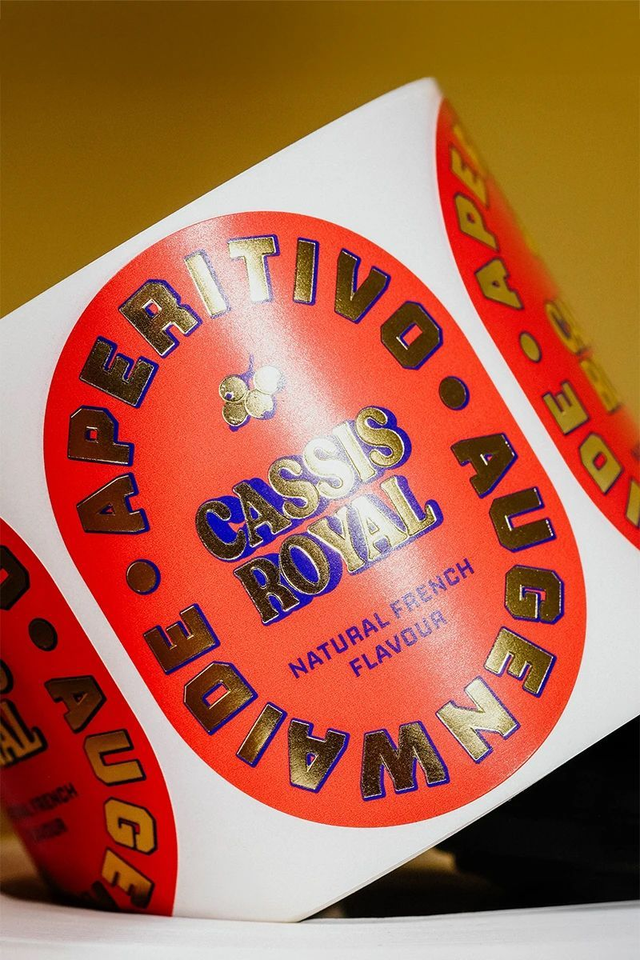 APERITIVO • AUGENWAIDE •
CASSIS
ROYAL
NATURAL FRENCH
FLAVOUR